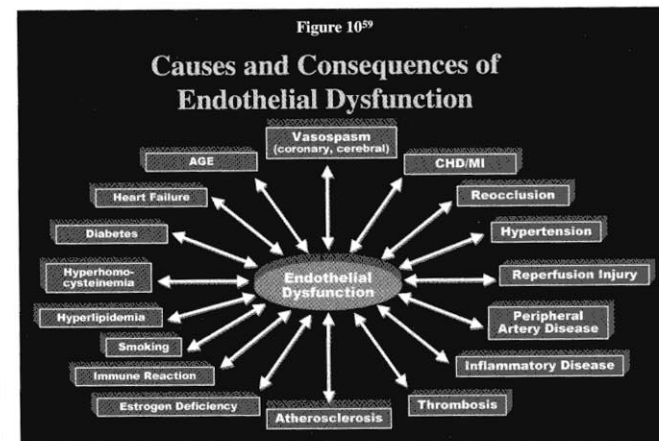 Figure 10⁵⁹
Causes and Consequences of
Endothelial Dysfunction
Vasospasm
(coronary, cerebral)
AGE
CHD/MI
Heart Failure
Reocclusion
Diabetes
Hypertension
Hyperhomo-
cysteinemia
Endothelial
Dysfunction
Reperfusion Injury
Hyperlipidemia
Peripheral
Artery Disease
Smoking
Immune Reaction
Inflammatory Disease
Estrogen Deficiency
Atherosclerosis
Thrombosis